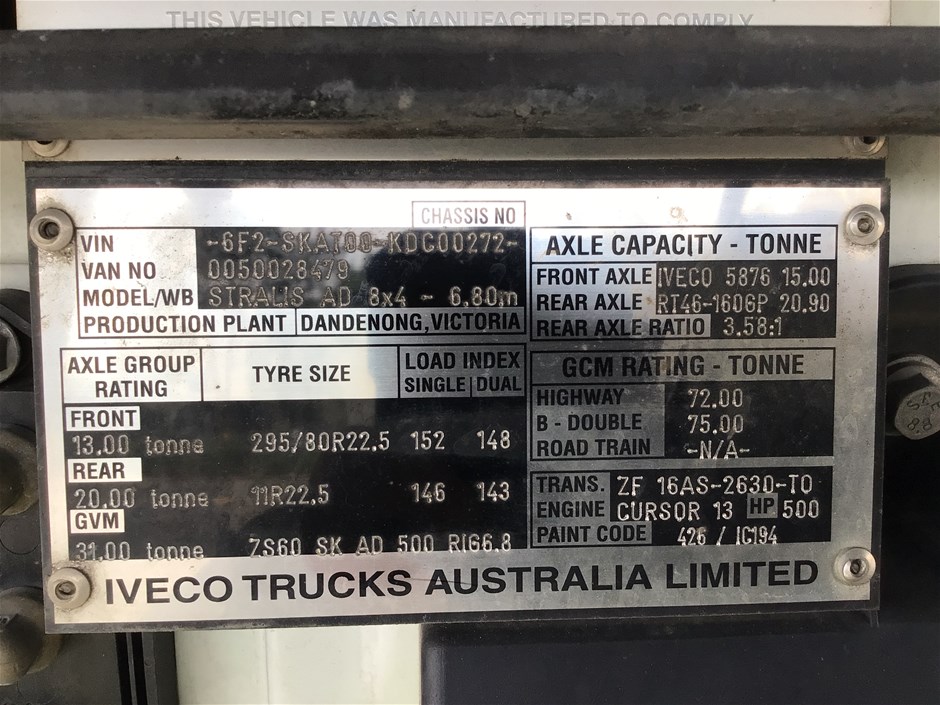 THIS VEHICLE WAS MANUFACTURED TO COMPLY
CHASSIS NO
VIN -6F2-SKAT00-KDC00272-
VAN NO 0050028479
MODEL/WB STRALIS AD 8x4 - 6,80m
PRODUCTION PLANT DANDENONG, VICTORIA
AXLE CAPACITY - TONNE
FRONT AXLE IVECO 5876 15.00
REAR AXLE RT46-160GP 20.90
REAR AXLE RATIO 3.58:1
AXLE GROUP RATING TYRE SIZE LOAD INDEX
SINGLE DUAL
FRONT
13.00 tonne 295/80R22.5 152 148
REAR
20.00 tonne 11R22.5 146 143
GVM
31.00 tonne ZS60 SK AD 500 RIG6.8
GCM RATING - TONNE
HIGHWAY 72.00
B - DOUBLE 75.00
ROAD TRAIN -N/A-
TRANS. ZF 16AS-2630-TO
ENGINE CURSOR 13 HP 500
PAINT CODE 426 / IC194
IVECO TRUCKS AUSTRALIA LIMITED
8.8